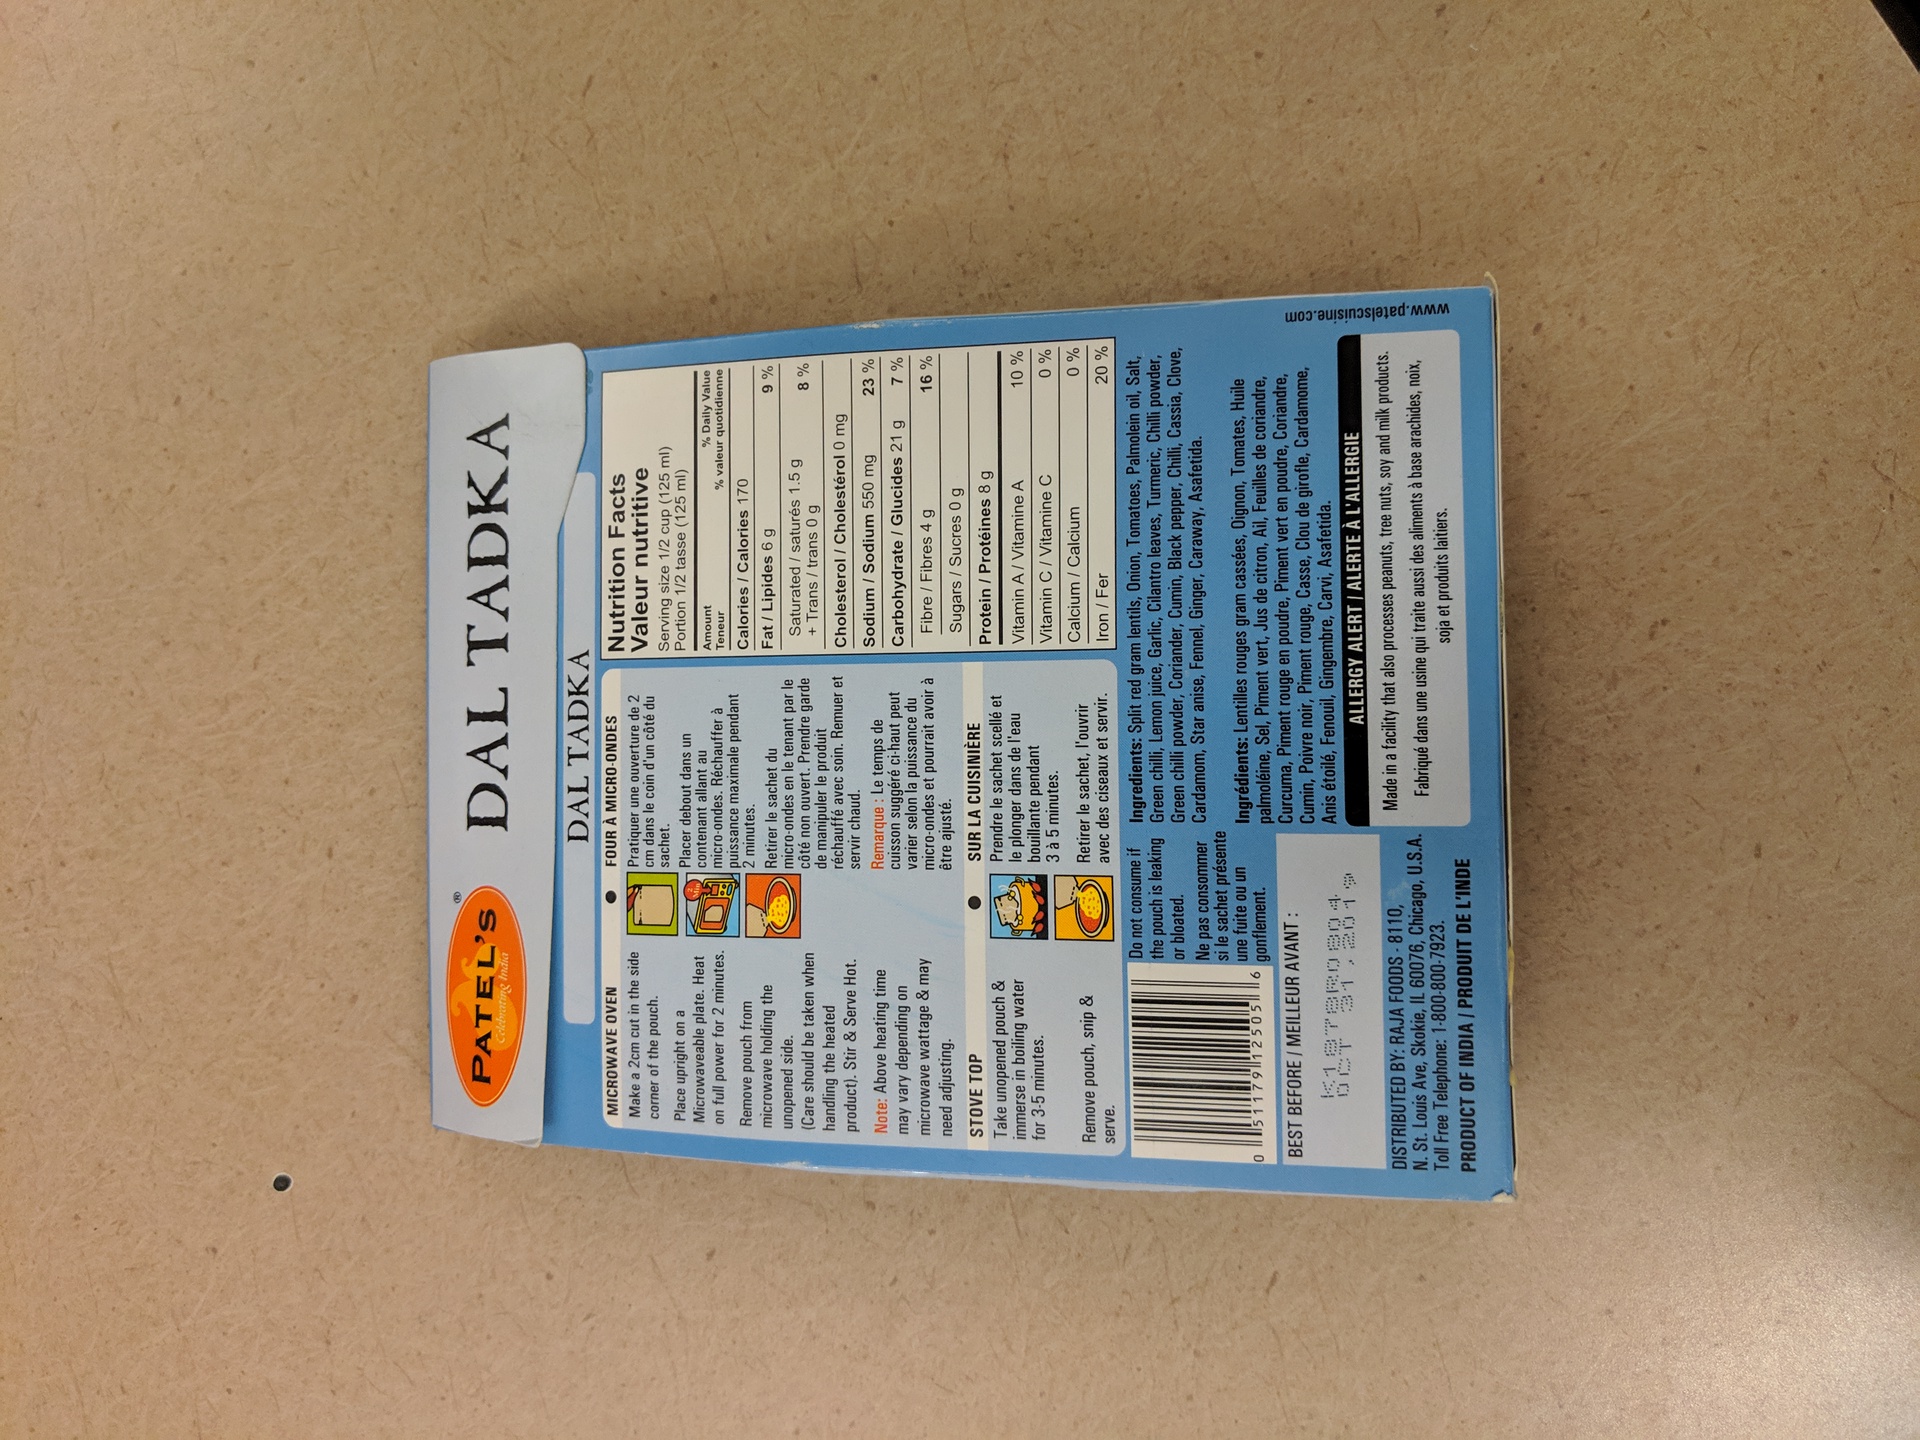 PATEL'S ®
Celebrating India
DAL TADKA
DAL TADKA
MICROWAVE OVEN
Make a 2cm cut in the side
corner of the pouch.
Place upright on a
Microwaveable plate. Heat
on full power for 2 minutes.
Remove pouch from
microwave holding the
unopened side.
(Care should be taken when
handling the heated
product). Stir & Serve Hot.
Note: Above heating time
may vary depending on
microwave wattage & may
need adjusting.
2
Min
FOUR À MICRO-ONDES
Pratiquer une ouverture de 2
cm dans le coin d'un côté du
sachet.
Placer debout dans un
contenant allant au
micro-ondes. Réchauffer à
puissance maximale pendant
2 minutes.
Retirer le sachet du
micro-ondes en le tenant par le
côté non ouvert. Prendre garde
de manipuler le produit
réchauffé avec soin. Remuer et
servir chaud.
Remarque : Le temps de
cuisson suggéré ci-haut peut
varier selon la puissance du
micro-ondes et pourrait avoir à
être ajusté.
STOVE TOP
Take unopened pouch &
immerse in boiling water
for 3-5 minutes.
Remove pouch, snip &
serve.
SUR LA CUISINIÈRE
Prendre le sachet scellé et
le plonger dans de l'eau
bouillante pendant
3 à 5 minutes.
Retirer le sachet, l'ouvrir
avec des ciseaux et servir.
Nutrition Facts
Valeur nutritive
Serving size 1/2 cup (125 ml)
Portion 1/2 tasse (125 ml)
Amount % Daily Value
Teneur % valeur quotidienne
Calories / Calories 170
Fat / Lipides 6 g 9 %
Saturated / saturés 1.5 g
+ Trans / trans 0 g 8 %
Cholesterol / Cholestérol 0 mg
Sodium / Sodium 550 mg 23 %
Carbohydrate / Glucides 21 g 7 %
Fibre / Fibres 4 g 16 %
Sugars / Sucres 0 g
Protein / Protéines 8 g
Vitamin A / Vitamine A 10 %
Vitamin C / Vitamine C 0 %
Calcium / Calcium 0 %
Iron / Fer 20 %
0 51179 12505 6
Do not consume if
the pouch is leaking
or bloated.
Ne pas consommer
si le sachet présente
une fuite ou un
gonflement.
Ingredients: Split red gram lentils, Onion, Tomatoes, Palmolein oil, Salt,
Green chilli, Lemon juice, Garlic, Cilantro leaves, Turmeric, Chilli powder,
Green chilli powder, Coriander, Cumin, Black pepper, Chilli, Cassia, Clove,
Cardamom, Star anise, Fennel, Ginger, Caraway, Asafetida.
Ingrédients: Lentilles rouges gram cassées, Oignon, Tomates, Huile
palmoléine, Sel, Piment vert, Jus de citron, Ail, Feuilles de coriandre,
Curcuma, Piment rouge en poudre, Piment vert en poudre, Coriandre,
Cumin, Poivre noir, Piment rouge, Casse, Clou de girofle, Cardamome,
Anis étoilé, Fenouil, Gingembre, Carvi, Asafetida.
BEST BEFORE / MEILLEUR AVANT :
K1878R0804
OCT 31, 2019
DISTRIBUTED BY: RAJA FOODS - 8110,
N. St. Louis Ave, Skokie, IL 60076, Chicago, U.S.A.
Toll Free Telephone: 1-800-800-7923.
PRODUCT OF INDIA / PRODUIT DE L'INDE
ALLERGY ALERT / ALERTE À L'ALLERGIE
Made in a facility that also processes peanuts, tree nuts, soy and milk products.
Fabriqué dans une usine qui traite aussi des aliments à base arachides, noix,
soja et produits laitiers.
www.patelscuisine.com